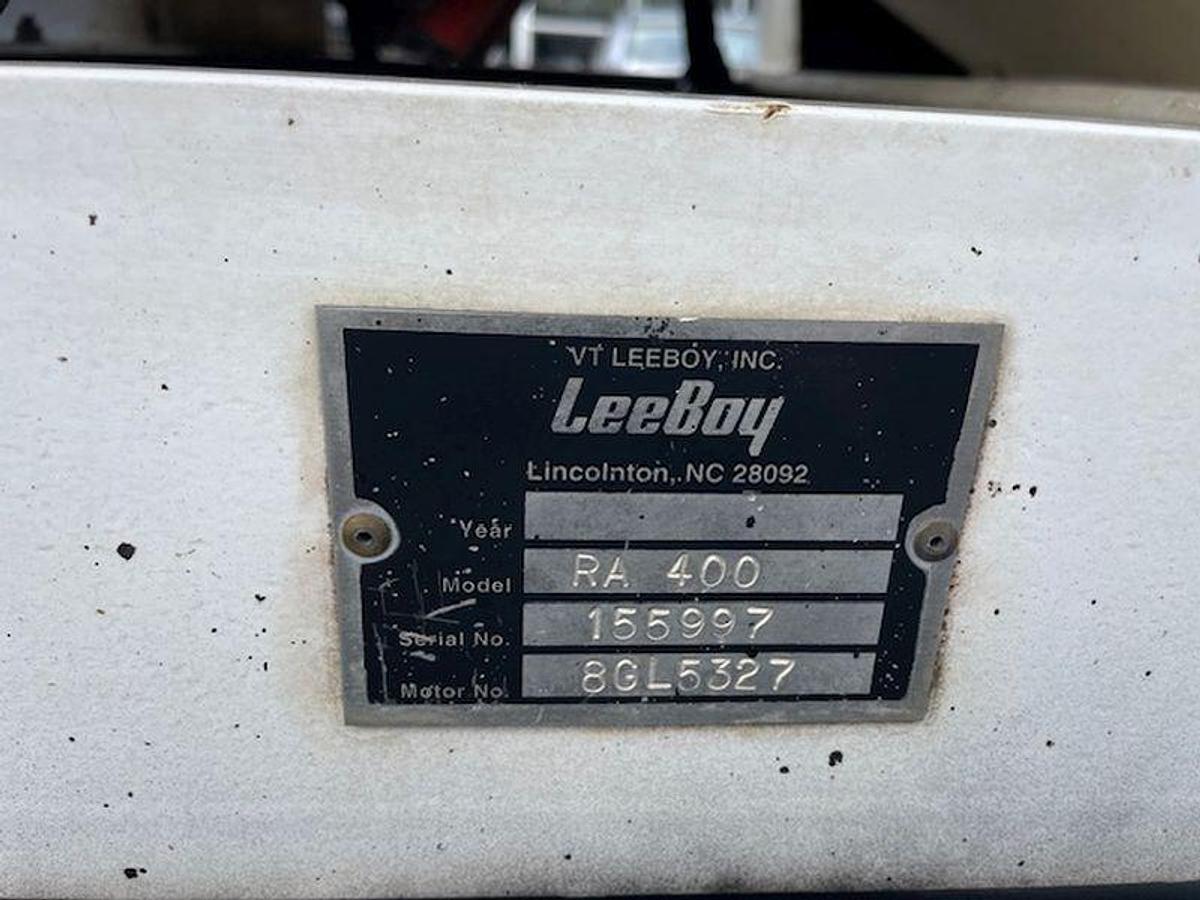 VT LEEBOY, INC.
LeeBoy
Lincolnton, NC 28092
Year
Model RA 400
Serial No. 155997
Motor No. 8GL5327